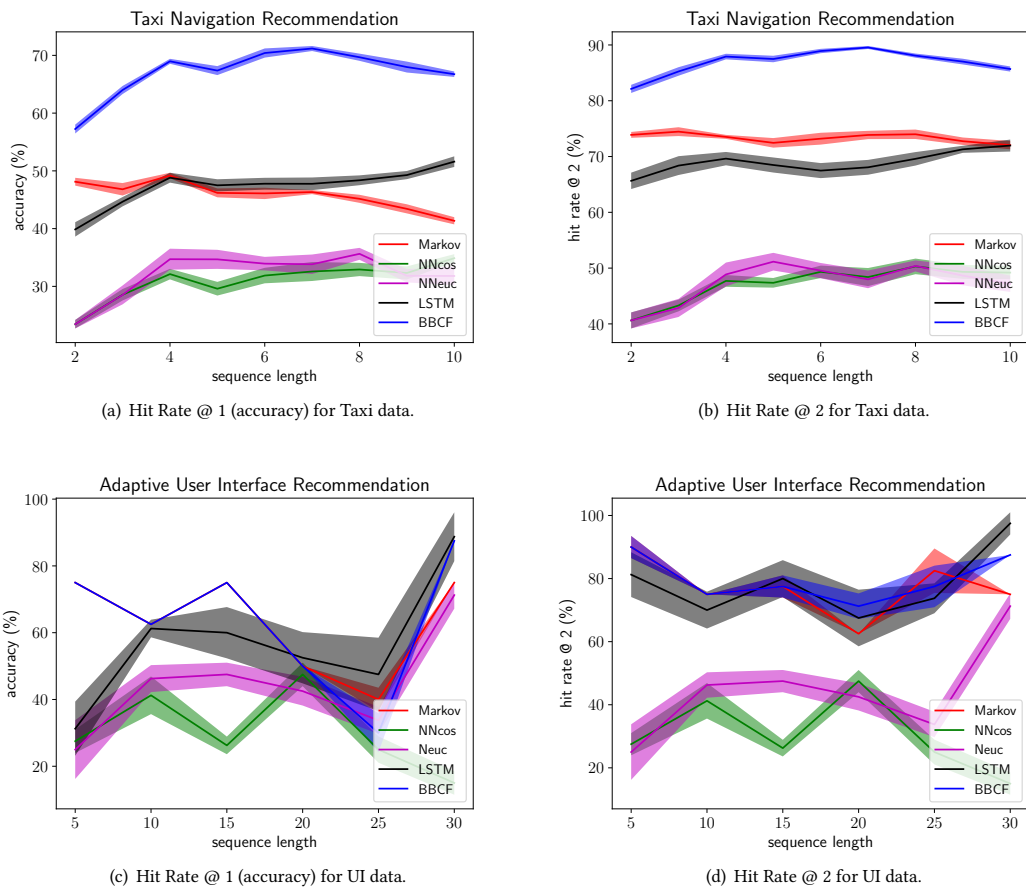 Taxi Navigation Recommendation
70
60
50
40
30
accuracy (%)
2
4
6
8
10
sequence length
Markov
NNcos
NNeuc
LSTM
BBCF
(a) Hit Rate @ 1 (accuracy) for Taxi data.
Taxi Navigation Recommendation
90
80
70
60
50
40
hit rate @ 2 (%)
2
4
6
8
10
sequence length
Markov
NNcos
NNeuc
LSTM
BBCF
(b) Hit Rate @ 2 for Taxi data.
Adaptive User Interface Recommendation
100
80
60
40
20
accuracy (%)
5
10
15
20
25
30
sequence length
Markov
NNcos
Neuc
LSTM
BBCF
(c) Hit Rate @ 1 (accuracy) for UI data.
Adaptive User Interface Recommendation
100
80
60
40
20
hit rate @ 2 (%)
5
10
15
20
25
30
sequence length
Markov
NNcos
Neuc
LSTM
BBCF
(d) Hit Rate @ 2 for UI data.